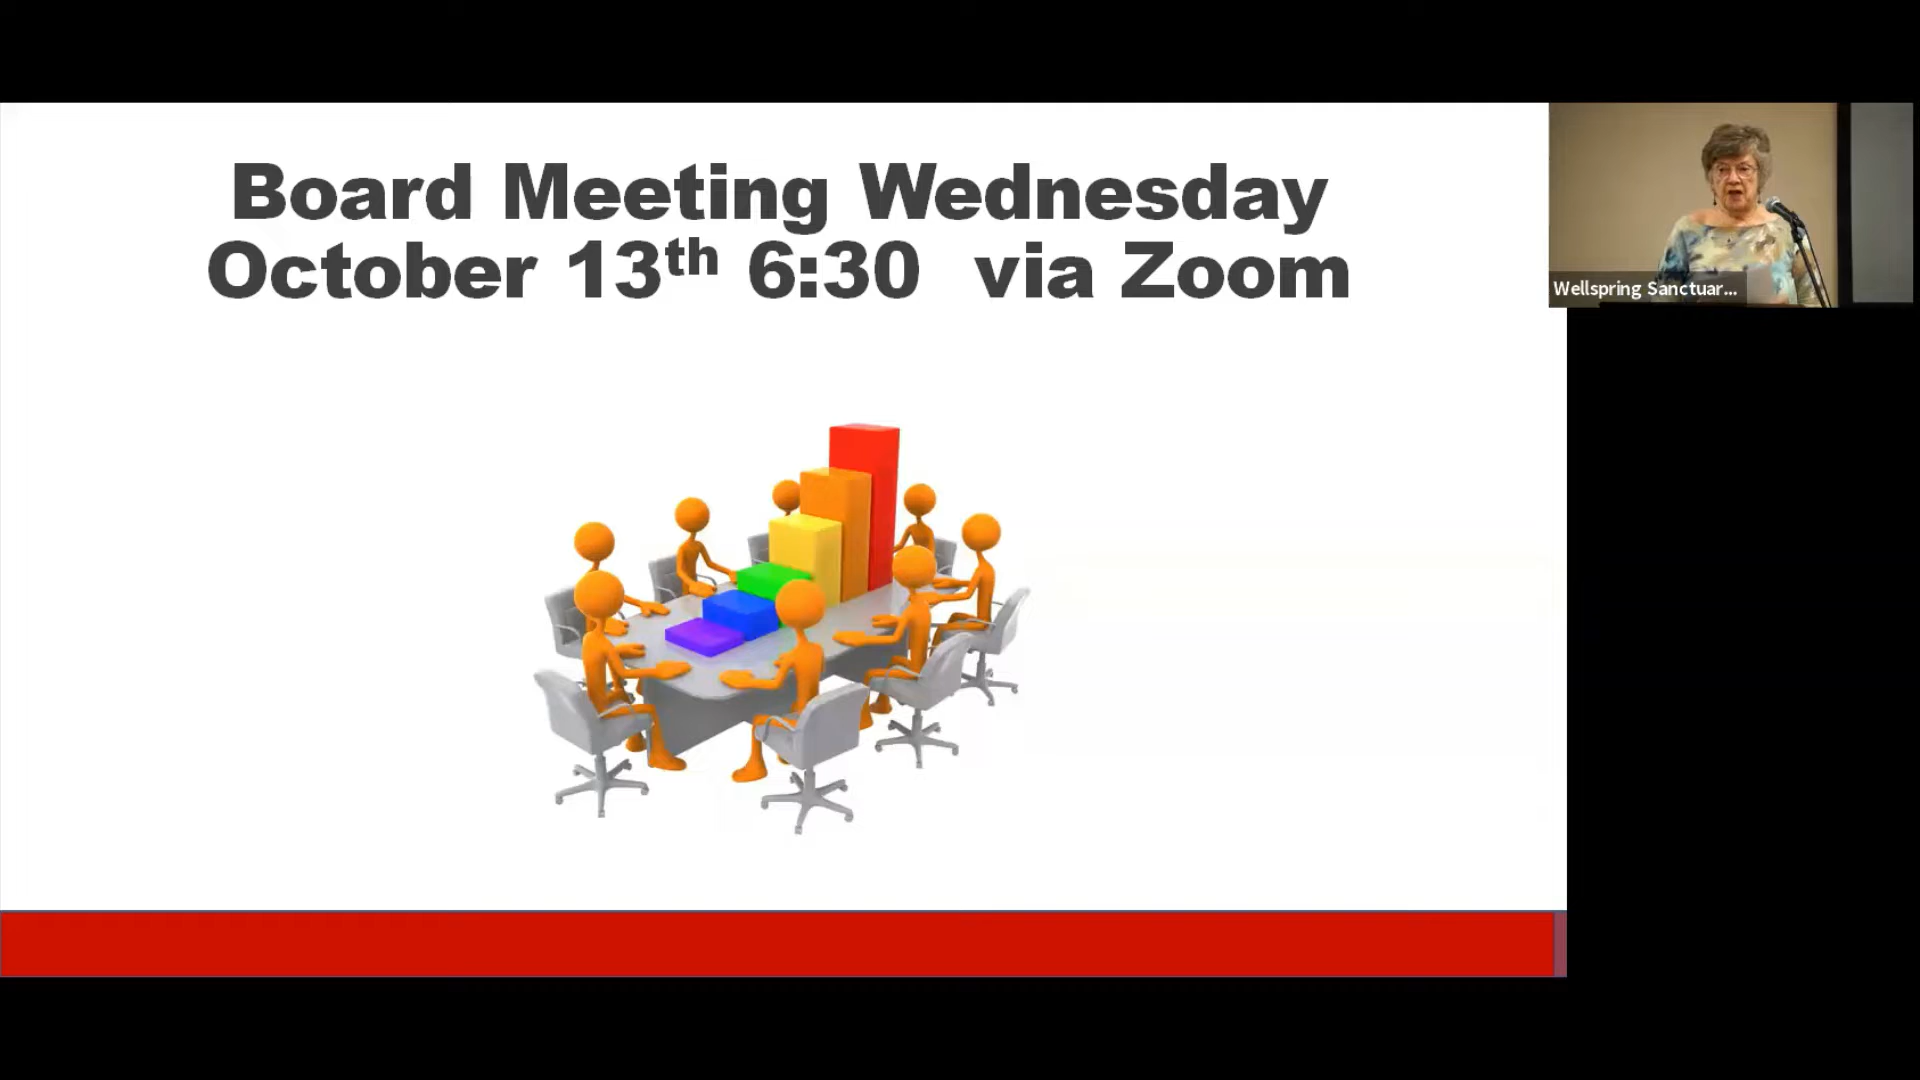 Board Meeting Wednesday
October 13th 6:30 via Zoom
Wellspring Sanctuar...